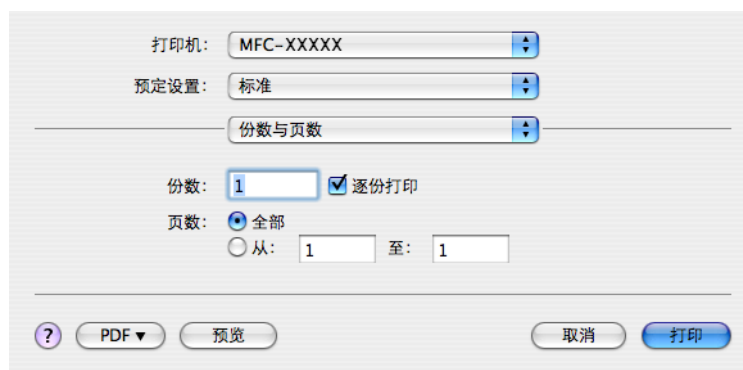 打印机: MFC-XXXXX
预定设置: 标准
份数与页数
份数: 1 逐份打印
页数: 全部
从: 1 至: 1
? PDF▼ 预览 取消 打印